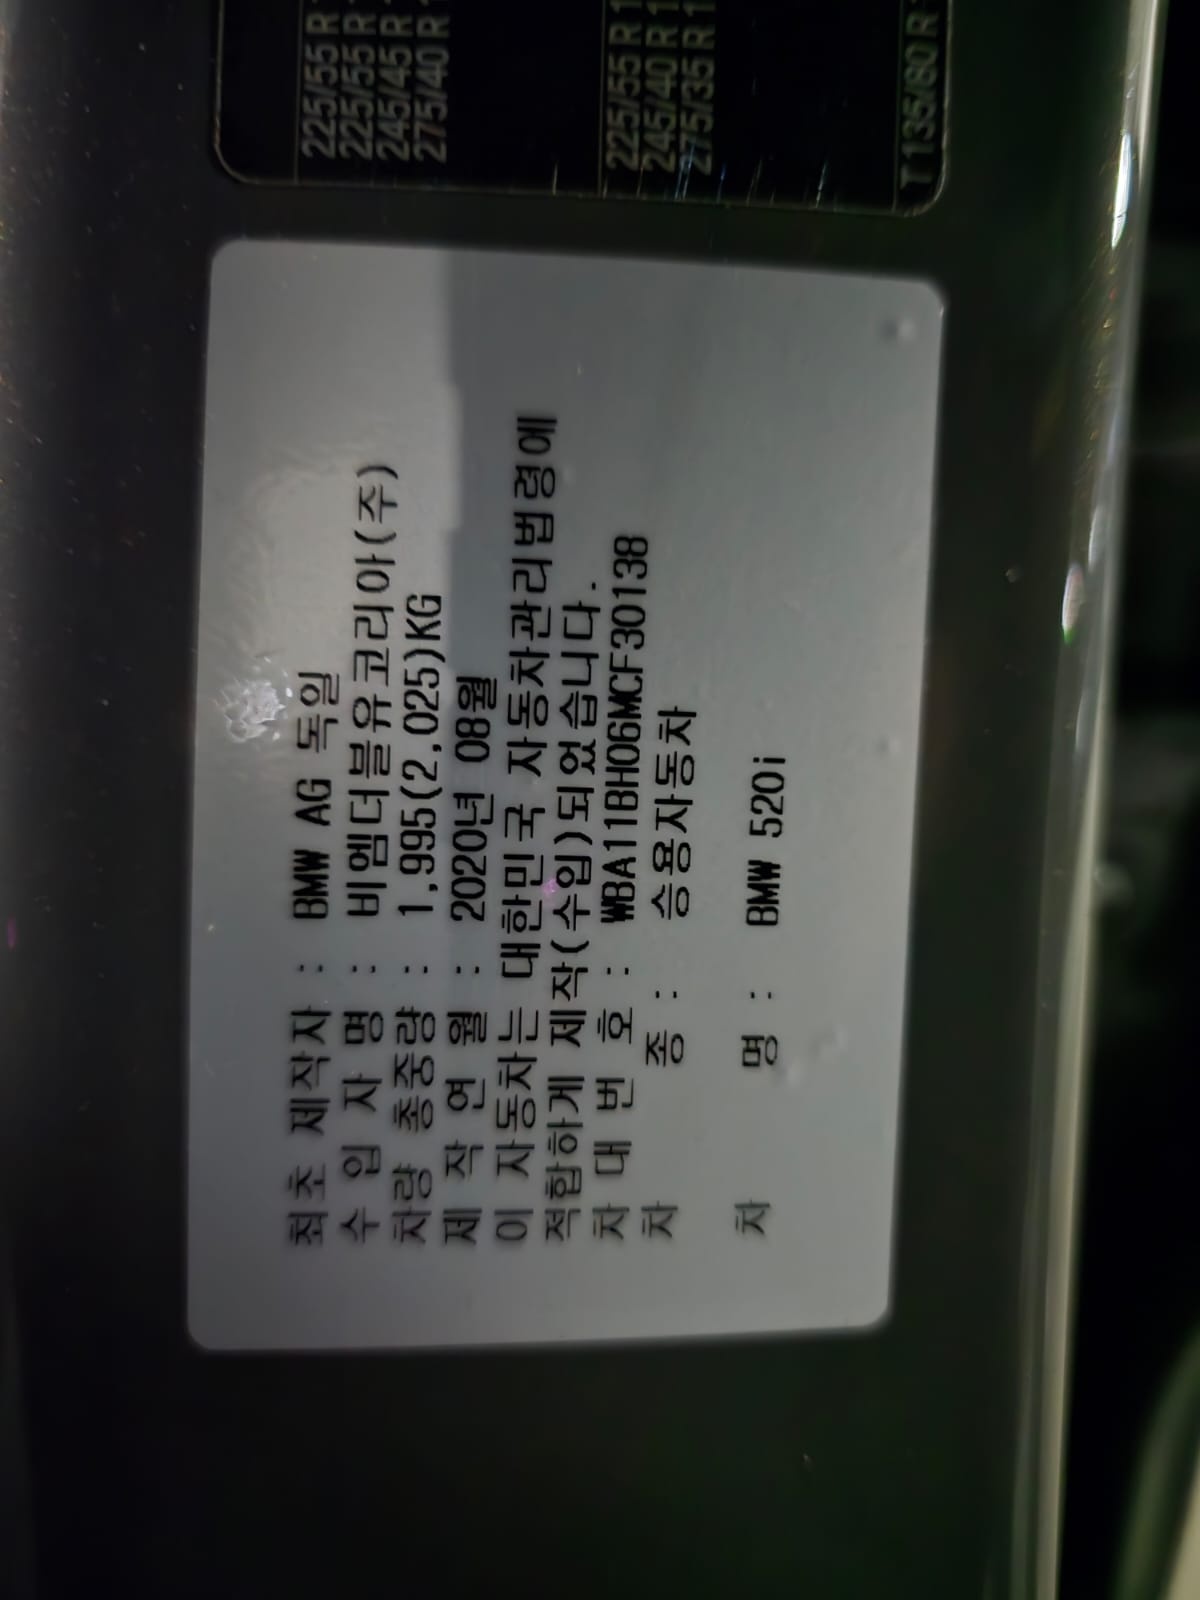 최초 제작자 : BMW AG 독일
수 입 자 명 : 비엠더블유코리아(주)
차량 총중량 : 1,995(2,025)KG
제 작 연 월 : 2020년 08월
이 자동차는 대한민국 자동차관리법령에
적합하게 제작(수입)되었습니다.
차 대 번 호 : WBA11BH06MCF30138
차 종 : 승용자동차
차 명 : BMW 520i
225/55 R
225/55 R
245/45 R
275/40 R
225/55 R 1
245/40 R 1
275/35 R 1
T135/80 R